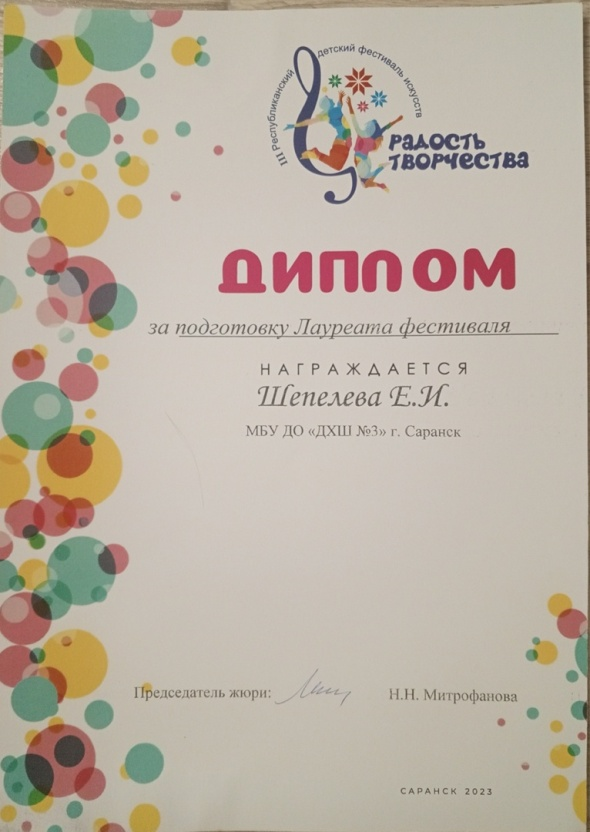 III Республиканский детский фестиваль искусств
РАДОСТЬ
ТВОРЧЕСТВА
ДИПЛОМ
за подготовку Лауреата фестиваля
НАГРАЖДАЕТСЯ
Шепелева Е.И.
МБУ ДО «ДХШ №3» г. Саранск
Председатель жюри:
Н.Н. Митрофанова
САРАНСК 2023